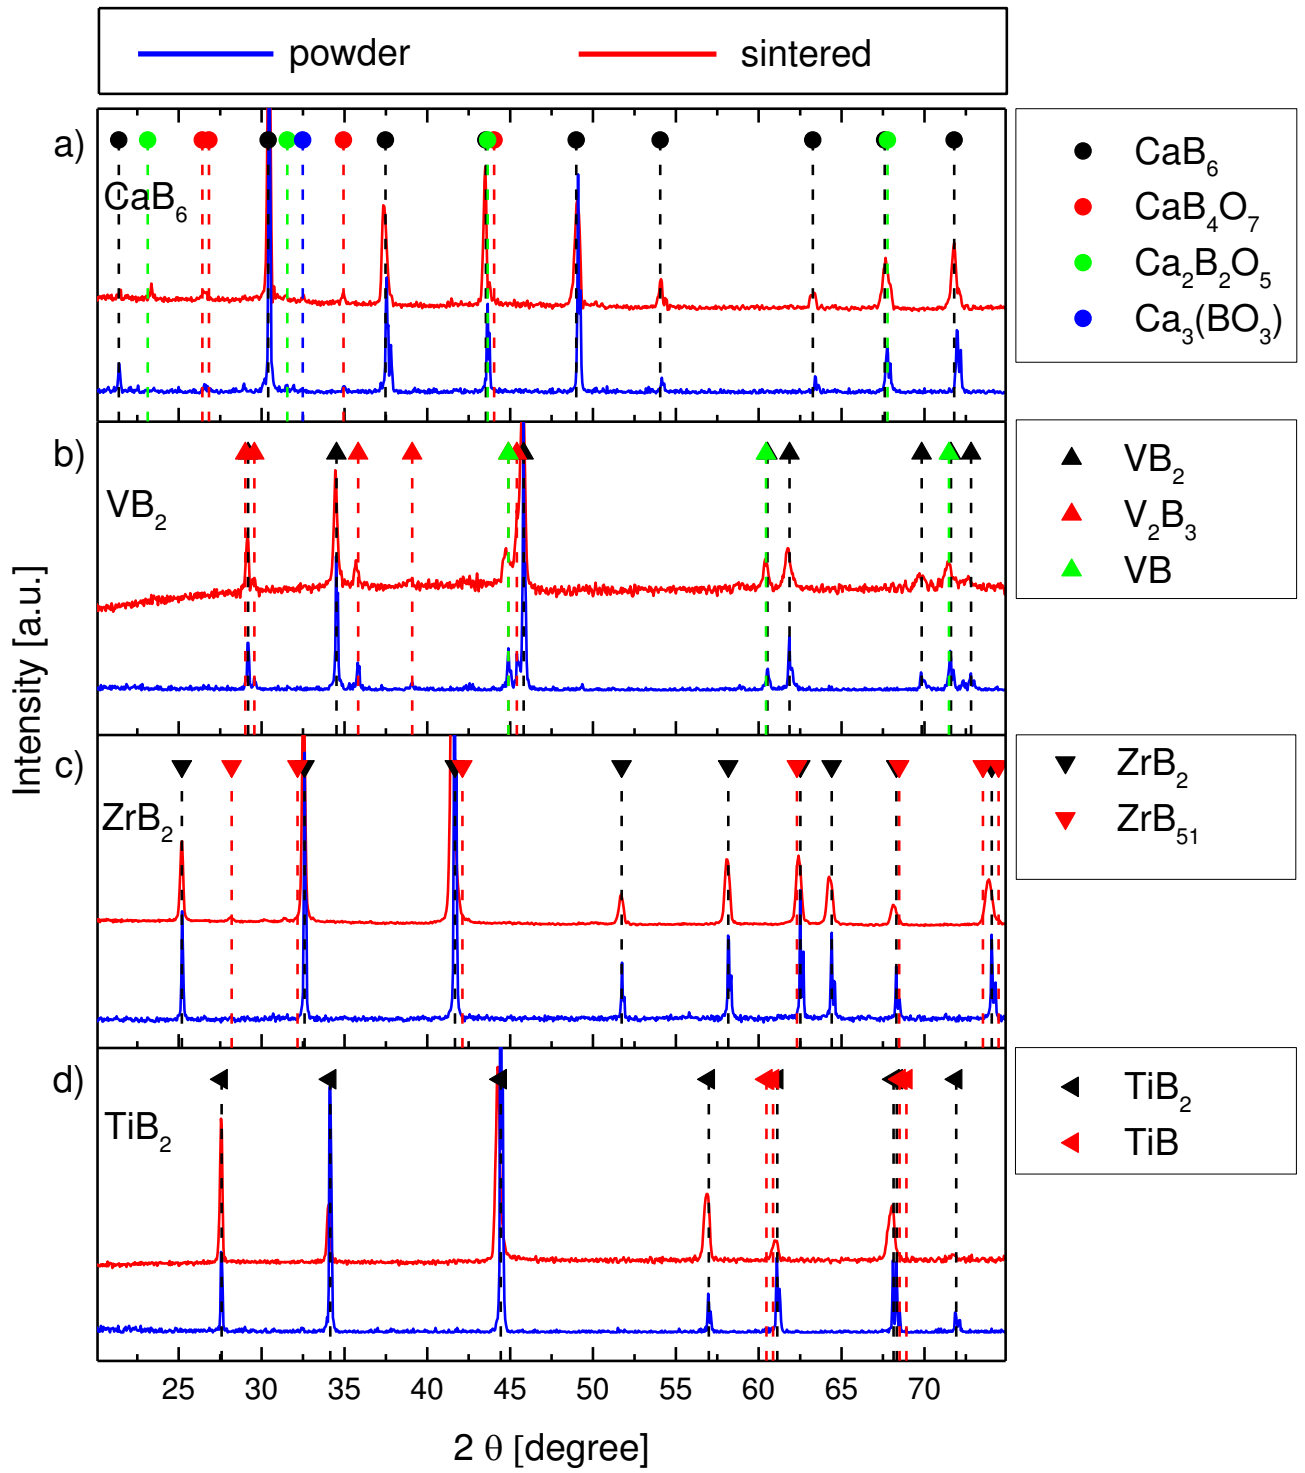 powder
sintered
a)
CaB6
CaB6
CaB4O7
Ca2B2O5
Ca3(BO3)
b)
VB2
VB2
V2B3
VB
c)
ZrB2
ZrB2
ZrB51
d)
TiB2
TiB2
TiB
Intensity [a.u.]
25 30 35 40 45 50 55 60 65 70
2 θ [degree]